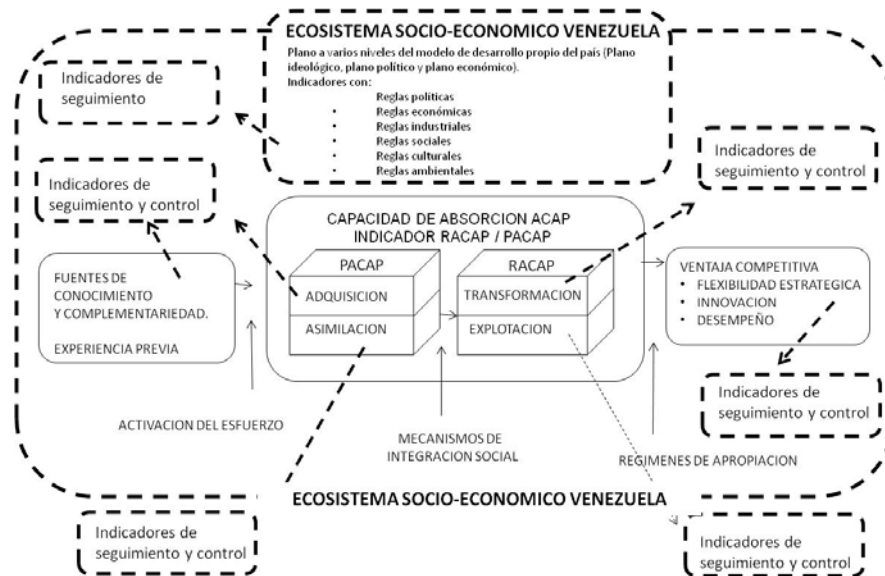 ECOSISTEMA SOCIO-ECONOMICO VENEZUELA
Plano a varios niveles del modelo de desarrollo propio del país (Plano
ideológico, plano político y plano económico).
Indicadores con:
Reglas políticas
• Reglas económicas
• Reglas industriales
• Reglas sociales
• Reglas culturales
• Reglas ambientales
Indicadores de
seguimiento
Indicadores de
seguimiento y control
Indicadores de
seguimiento y control
CAPACIDAD DE ABSORCION ACAP
INDICADOR RACAP / PACAP
PACAP
ADQUISICION
ASIMILACION
RACAP
TRANSFORMACION
EXPLOTACION
FUENTES DE
CONOCIMIENTO
Y COMPLEMENTARIEDAD.
EXPERIENCIA PREVIA
VENTAJA COMPETITIVA
• FLEXIBILIDAD ESTRATEGICA
• INNOVACION
• DESEMPEÑO
Indicadores de
seguimiento y control
ACTIVACION DEL ESFUERZO
MECANISMOS DE
INTEGRACION SOCIAL
REGIMENES DE APROPIACION
ECOSISTEMA SOCIO-ECONOMICO VENEZUELA
Indicadores de
seguimiento y control
Indicadores de
seguimiento y control